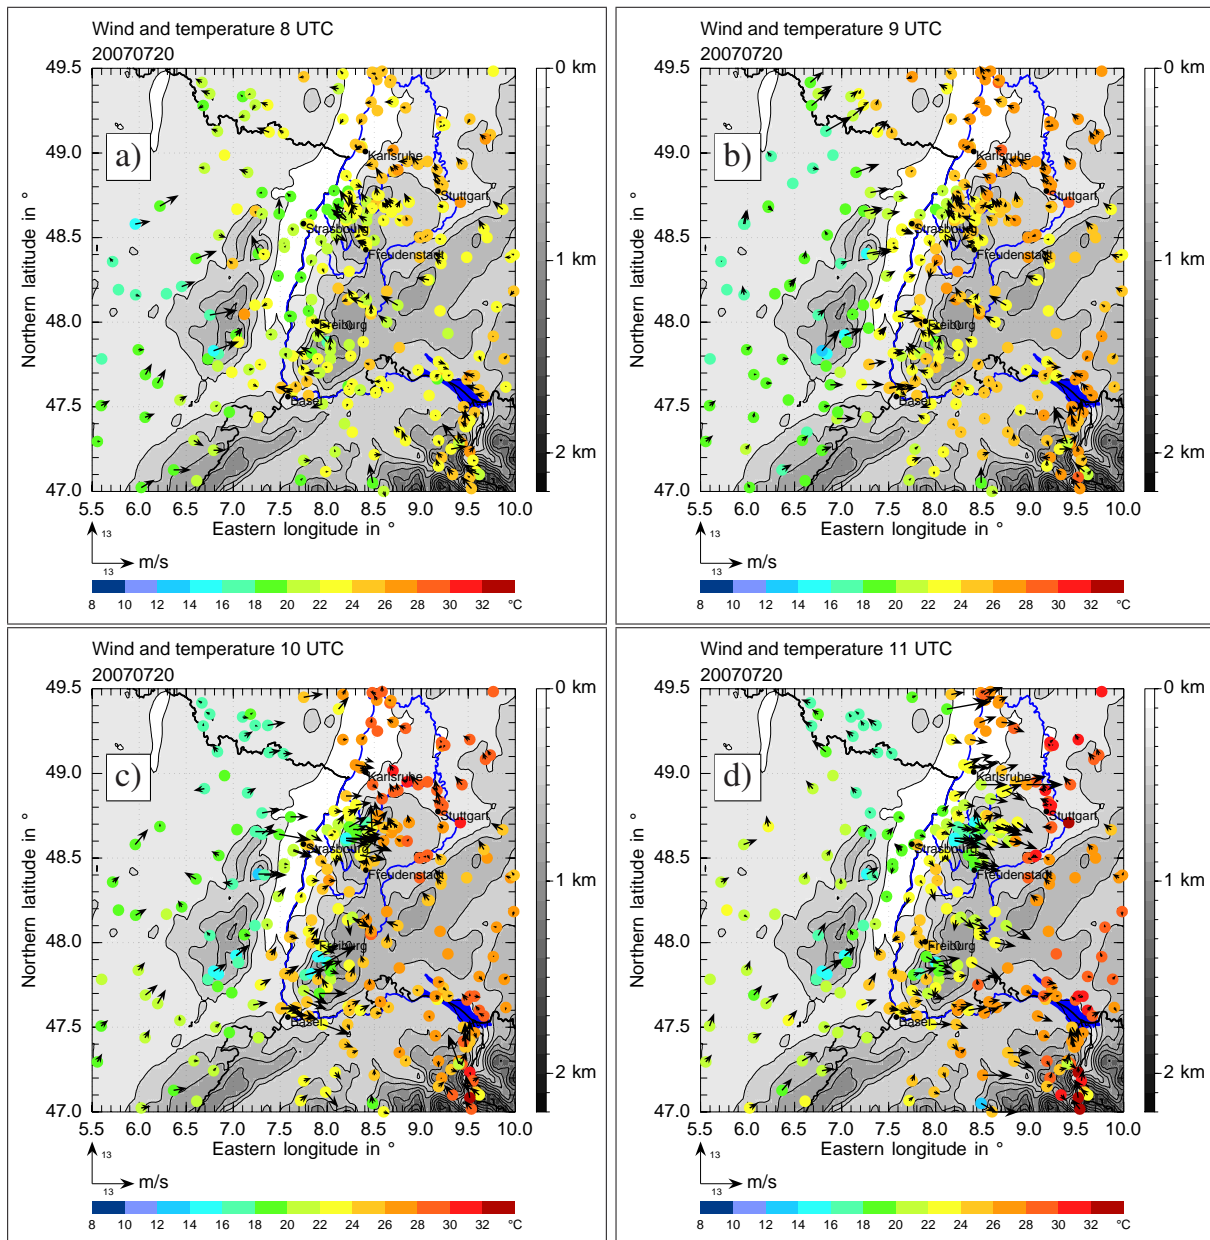 Wind and temperature 8 UTC
20070720
49.5
49.0
48.5
48.0
47.5
47.0
Northern latitude in °
a)
Karlsruhe
Stuttgart
Strasbourg
Freudenstadt
Freiburg
Basel
0 km
1 km
2 km
5.5 6.0 6.5 7.0 7.5 8.0 8.5 9.0 9.5 10.0
Eastern longitude in °
13
13 m/s
8 10 12 14 16 18 20 22 24 26 28 30 32 °C
Wind and temperature 9 UTC
20070720
49.5
49.0
48.5
48.0
47.5
47.0
Northern latitude in °
b)
Karlsruhe
Stuttgart
Strasbourg
Freudenstadt
Freiburg
Basel
0 km
1 km
2 km
5.5 6.0 6.5 7.0 7.5 8.0 8.5 9.0 9.5 10.0
Eastern longitude in °
13
13 m/s
8 10 12 14 16 18 20 22 24 26 28 30 32 °C
Wind and temperature 10 UTC
20070720
49.5
49.0
48.5
48.0
47.5
47.0
Northern latitude in °
c)
Karlsruhe
Stuttgart
Strasbourg
Freudenstadt
Freiburg
Basel
0 km
1 km
2 km
5.5 6.0 6.5 7.0 7.5 8.0 8.5 9.0 9.5 10.0
Eastern longitude in °
13
13 m/s
8 10 12 14 16 18 20 22 24 26 28 30 32 °C
Wind and temperature 11 UTC
20070720
49.5
49.0
48.5
48.0
47.5
47.0
Northern latitude in °
d)
Karlsruhe
Stuttgart
Strasbourg
Freudenstadt
Freiburg
Basel
0 km
1 km
2 km
5.5 6.0 6.5 7.0 7.5 8.0 8.5 9.0 9.5 10.0
Eastern longitude in °
13
13 m/s
8 10 12 14 16 18 20 22 24 26 28 30 32 °C